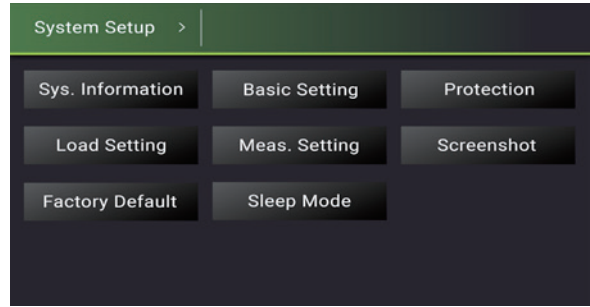 System Setup >
Sys. Information Basic Setting Protection
Load Setting Meas. Setting Screenshot
Factory Default Sleep Mode